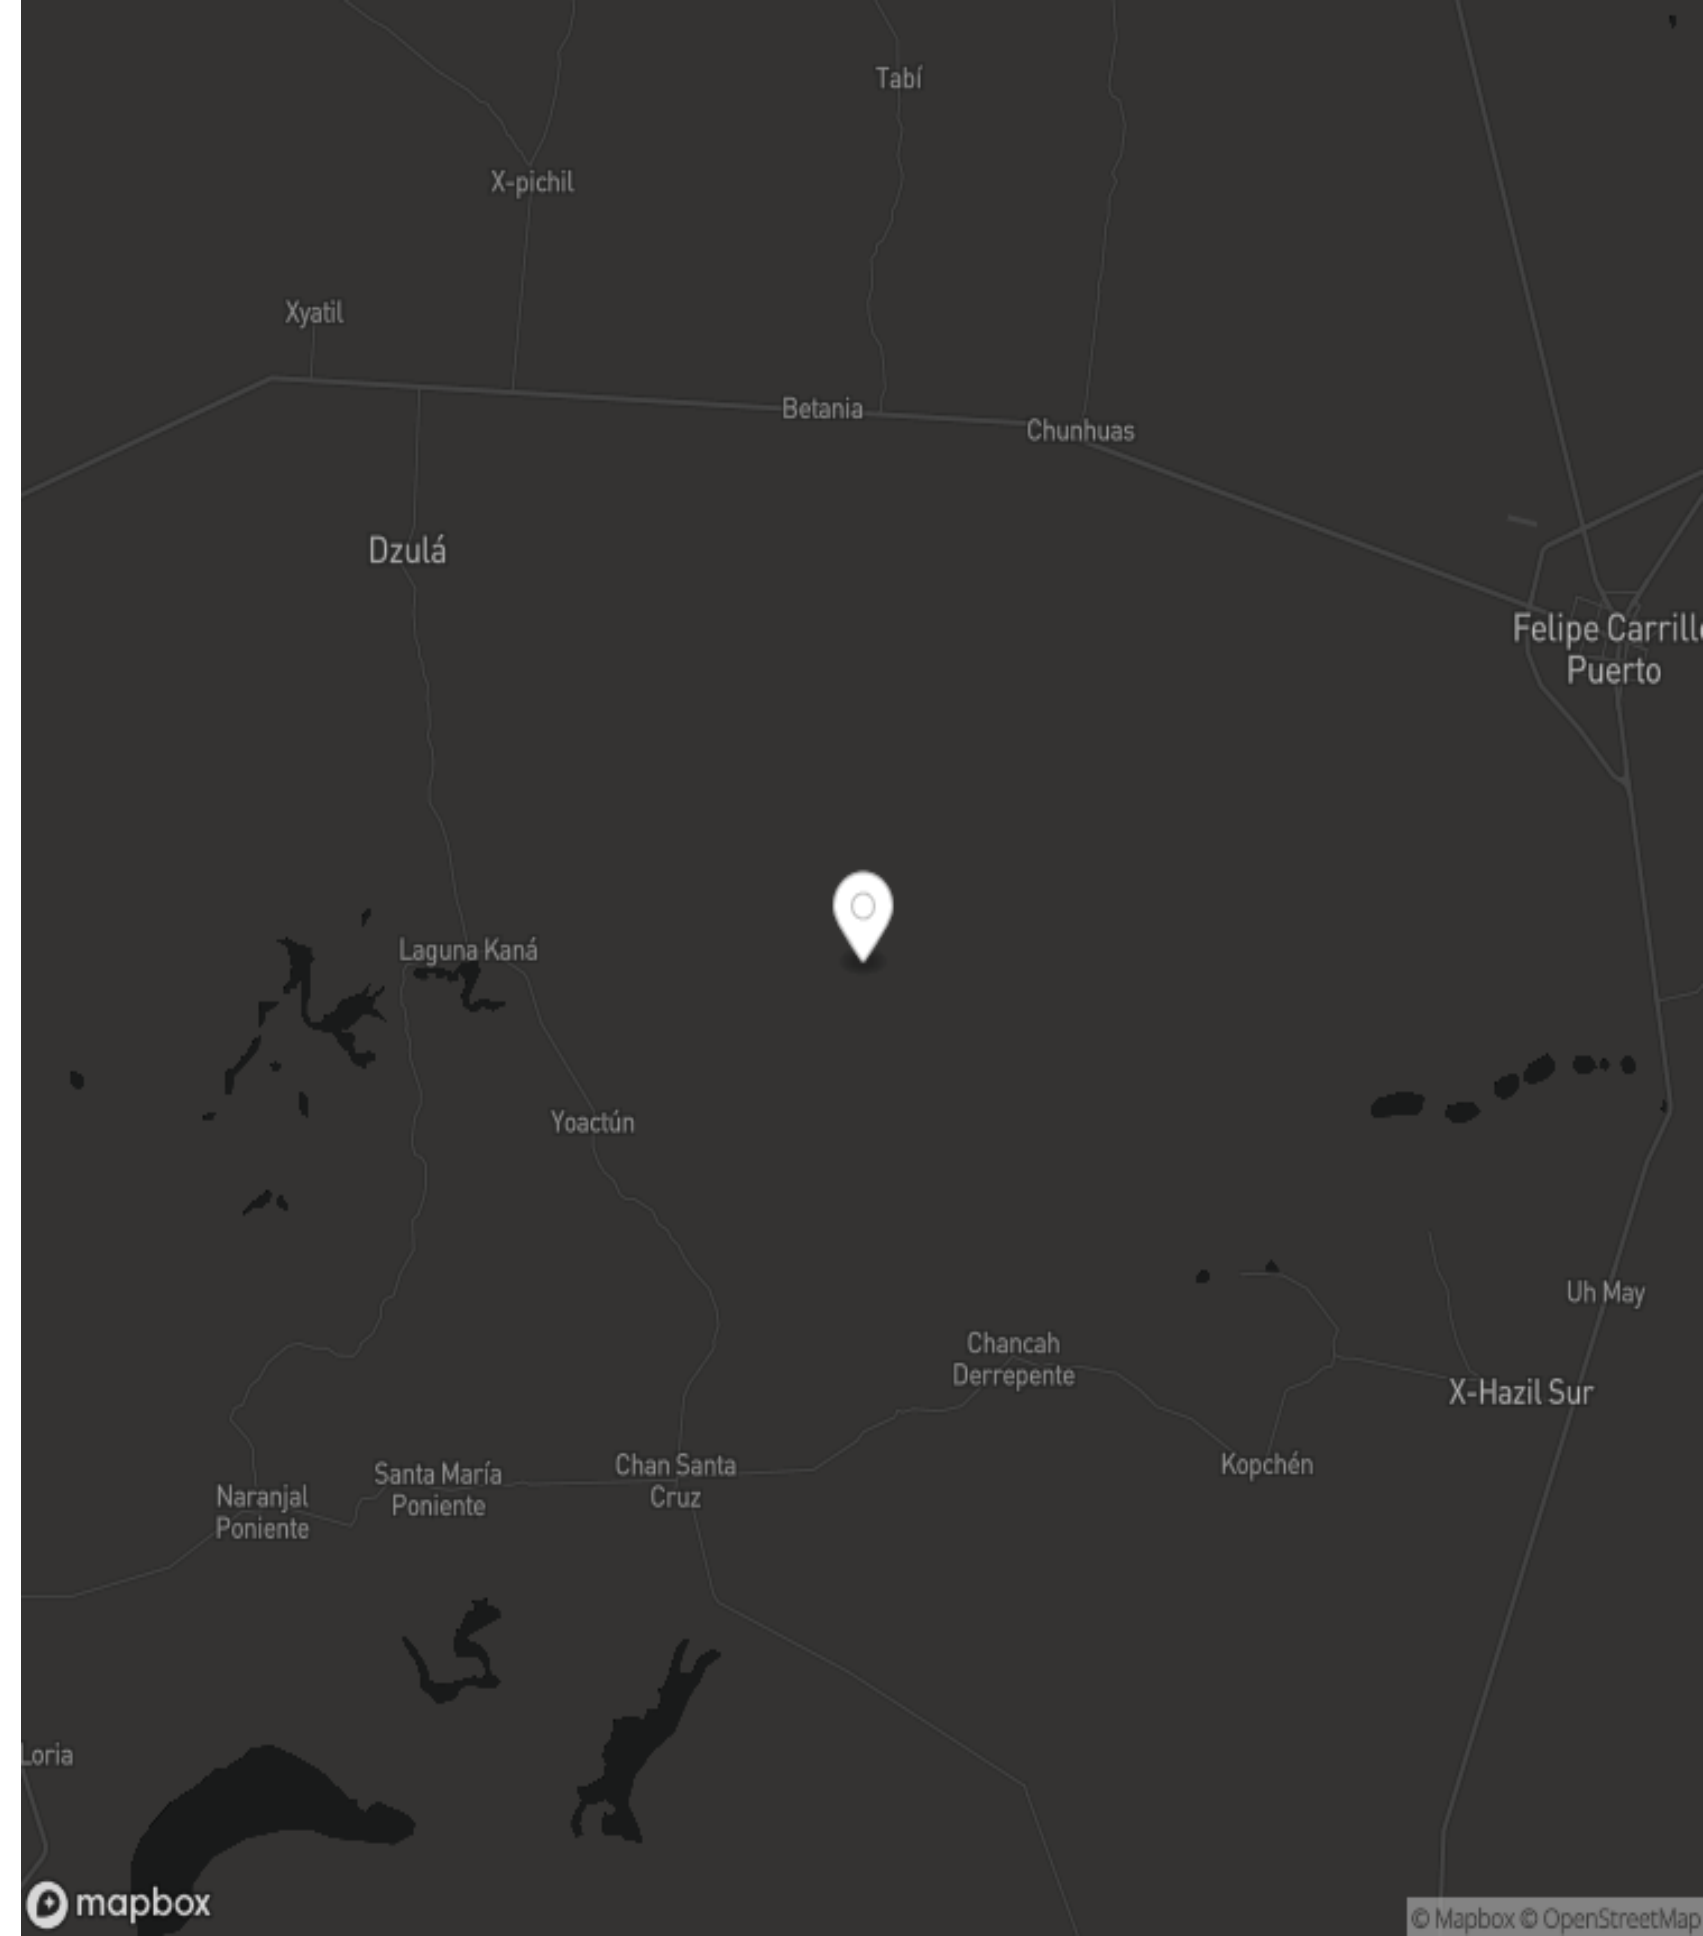 Tabí
X-pichil
Xyatil
Betania
Chunhuas
Dzulá
Felipe Carrillo
Puerto
Laguna Kaná
Yoactún
Uh May
Chancah
Derrepente
X-Hazil Sur
Kopchén
Chan Santa
Cruz
Santa María
Poniente
Naranjal
Poniente
Loria
mapbox
© Mapbox © OpenStreetMap